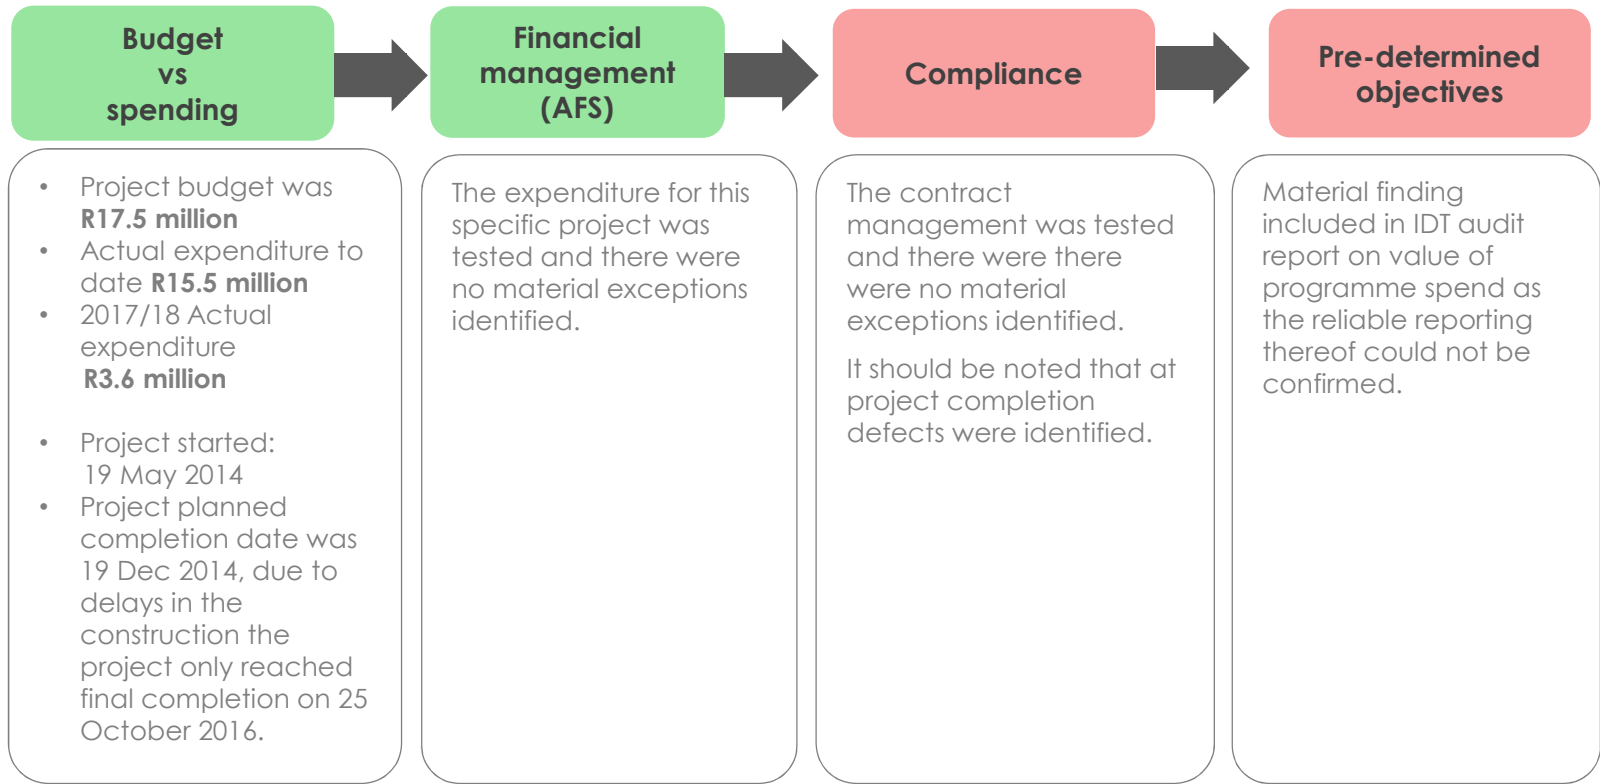 Budget
vs
spending
Financial
management
(AFS)
Compliance
Pre-determined
objectives
• Project budget was
R17.5 million
• Actual expenditure to
date R15.5 million
• 2017/18 Actual
expenditure
R3.6 million
• Project started:
19 May 2014
• Project planned
completion date was
19 Dec 2014, due to
delays in the
construction the
project only reached
final completion on 25
October 2016.
The expenditure for this
specific project was
tested and there were
no material exceptions
identified.
The contract
management was tested
and there were there
were no material
exceptions identified.
It should be noted that at
project completion
defects were identified.
Material finding
included in IDT audit
report on value of
programme spend as
the reliable reporting
thereof could not be
confirmed.